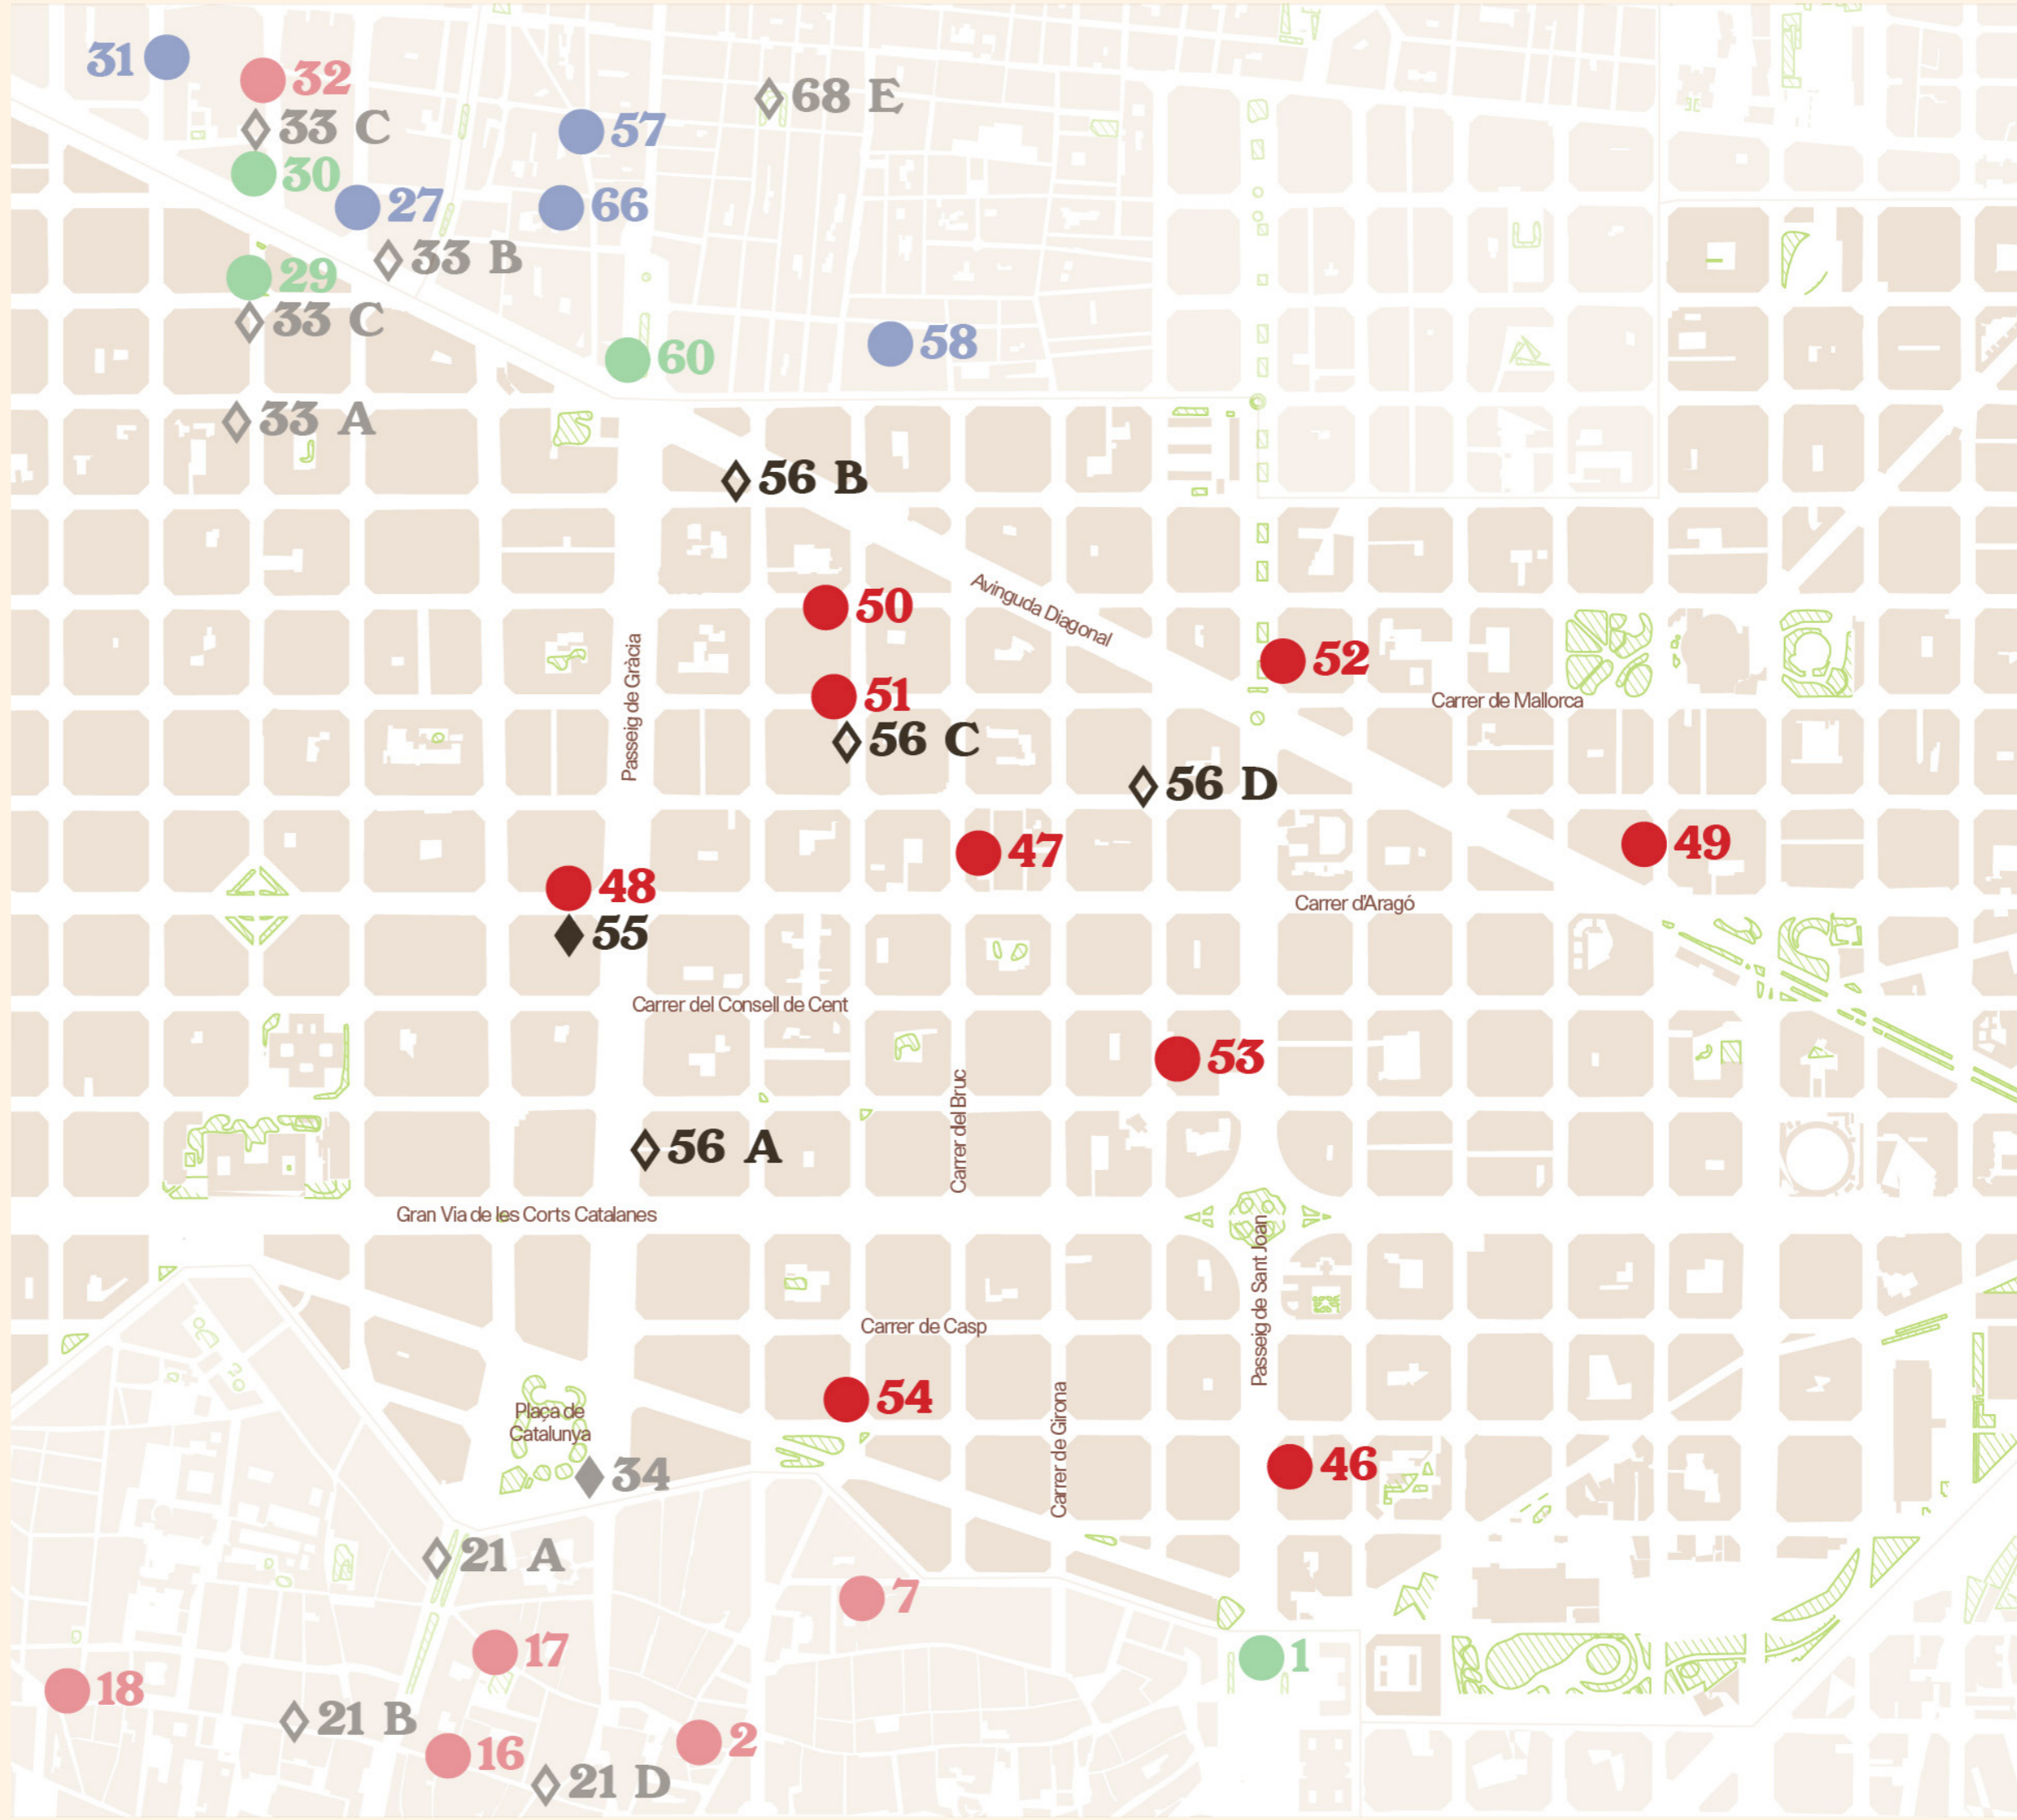 31
32
68 E
33 C
57
30
27
66
33 B
29
33 C
58
60
33 A
56 B
Avinguda Diagonal
50
52
Passeig de Gràcia
51
Carrer de Mallorca
56 C
56 D
49
47
48
Carrer d'Aragó
55
Carrer del Consell de Cent
53
Carrer del Bruc
56 A
Gran Via de les Corts Catalanes
Passeig de Sant Joan
Carrer de Casp
54
Plaça de
Catalunya
Carrer de Girona
46
34
21 A
7
17
1
18
21 B
2
16
21 D